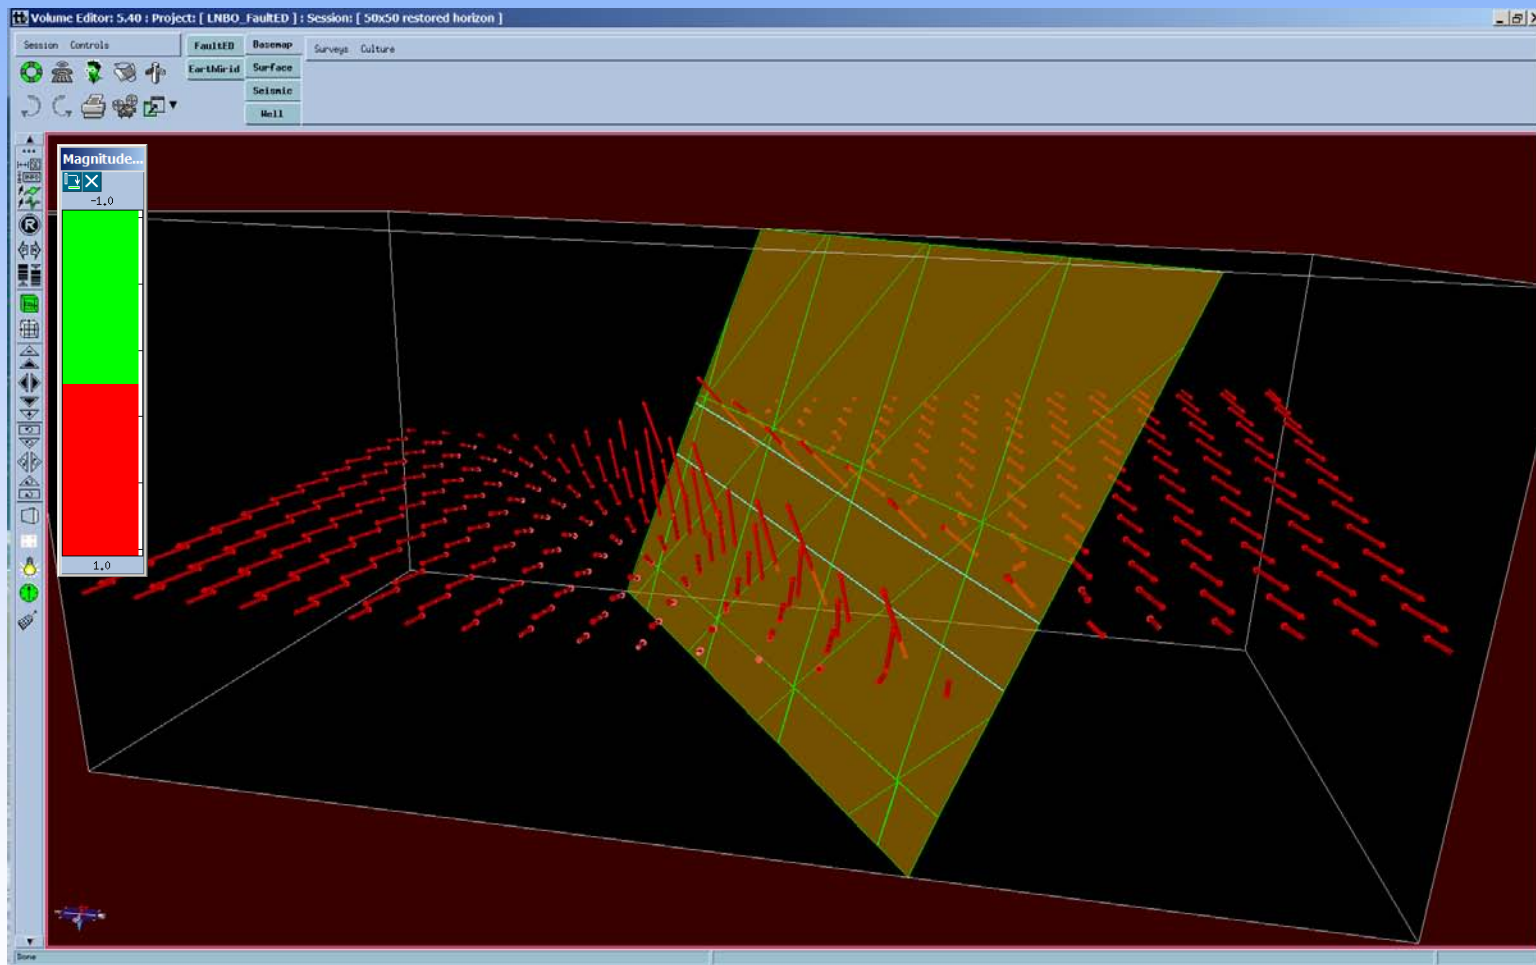 Volume Editor: 5.40 : Project: [ LNBO_FaultED ] : Session: [ 50x50 restored horizon ]
Session Controls
FaultED
EarthGrid
Basemap
Surface
Seismic
Well
Surveys Culture
Magnitude...
-1.0
1.0
R
Done